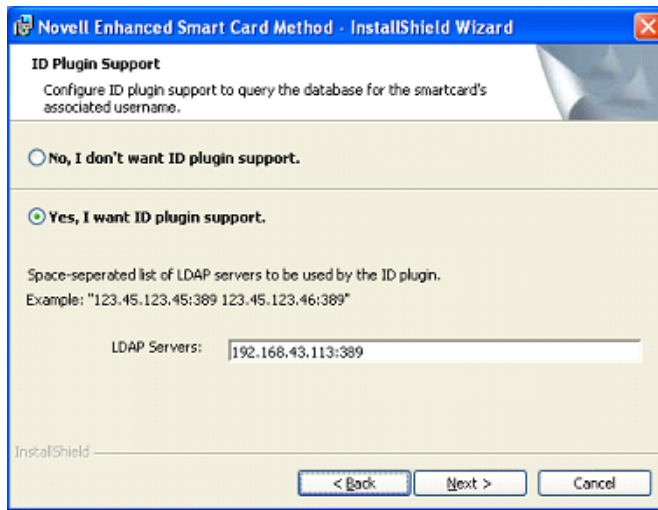 Novell Enhanced Smart Card Method - InstallShield Wizard
ID Plugin Support
Configure ID plugin support to query the database for the smartcard's
associated username.
No, I don't want ID plugin support.
Yes, I want ID plugin support.
Space-seperated list of LDAP servers to be used by the ID plugin.
Example: "123.45.123.45:389 123.45.123.46:389"
LDAP Servers: 192.168.43.113:389
InstallShield
< Back Next > Cancel